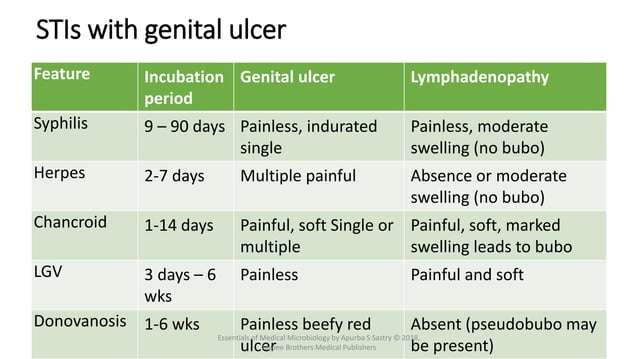 STIs with genital ulcer
Feature
Incubation period
Genital ulcer
Lymphadenopathy
Syphilis
9 – 90 days
Painless, indurated
single
Painless, moderate
swelling (no bubo)
Herpes
2-7 days
Multiple painful
Absence or moderate
swelling (no bubo)
Chancroid
1-14 days
Painful, soft Single or
multiple
Painful, soft, marked
swelling leads to bubo
LGV
3 days – 6
wks
Painless
Painful and soft
Donovanosis
1-6 wks
Painless beefy red
ulcer
Absent (pseudobubo may
be present)
Essentials of Medical Microbiology by Apurba S Sastry © 2018
Brothers Medical Publishers